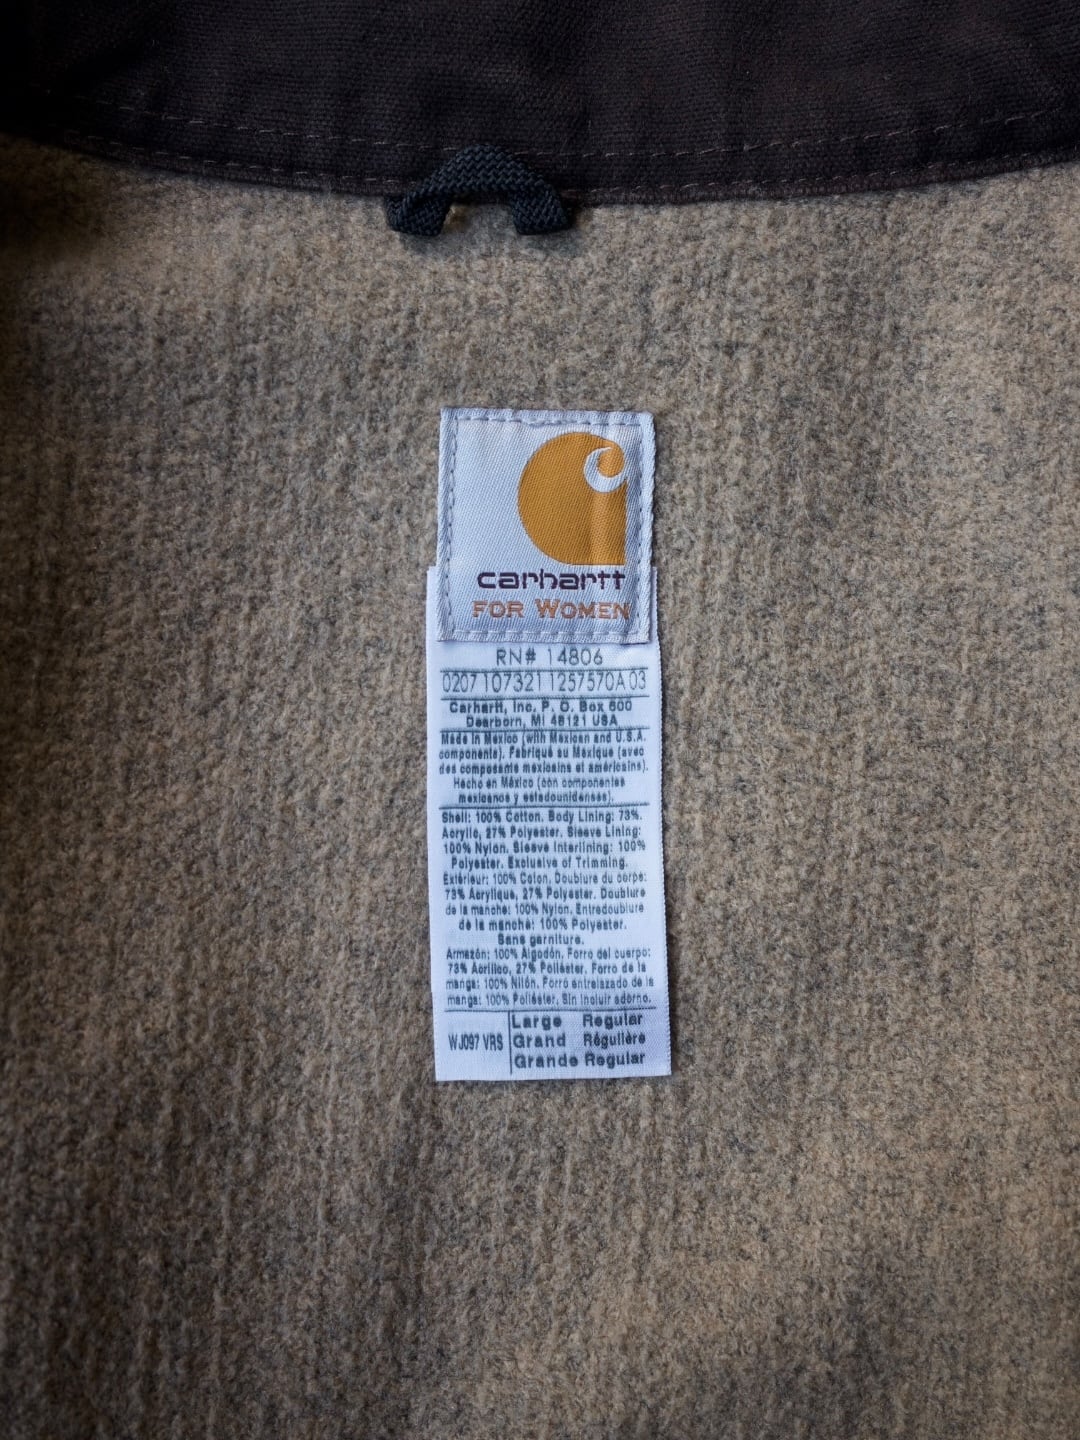 carhartt
FOR WOMEN
RN# 14806
0207 107321 1257570A 03
Carhartt, Inc. P. O. Box 600
Dearborn, MI 48121 USA
Made in Mexico (with Mexican and U.S.A.
components). Fabriqué au Mexique (avec
des composants mexicains et américains).
Hecho en México (con componentes
mexicanos y estadounidenses).
Shell: 100% Cotton. Body Lining: 73%.
Acrylic, 27% Polyester. Sleeve Lining:
100% Nylon. Sleeve Interlining: 100%
Polyester. Exclusive of Trimming.
Extérieur: 100% Coton. Doublure du corps:
73% Acrylique, 27% Polyester. Doublure
de la manche: 100% Nylon. Entredoublure
de la manche: 100% Polyester.
Sans garniture.
Armazón: 100% Algodón. Forro del cuerpo:
73% Acrílico, 27% Poliéster. Forro de la
manga: 100% Nilón. Forro entrelazado de la
manga: 100% Poliéster. Sin incluir adorno.
WJ097 VRS
Large Regular
Grand Régulière
Grande Regular